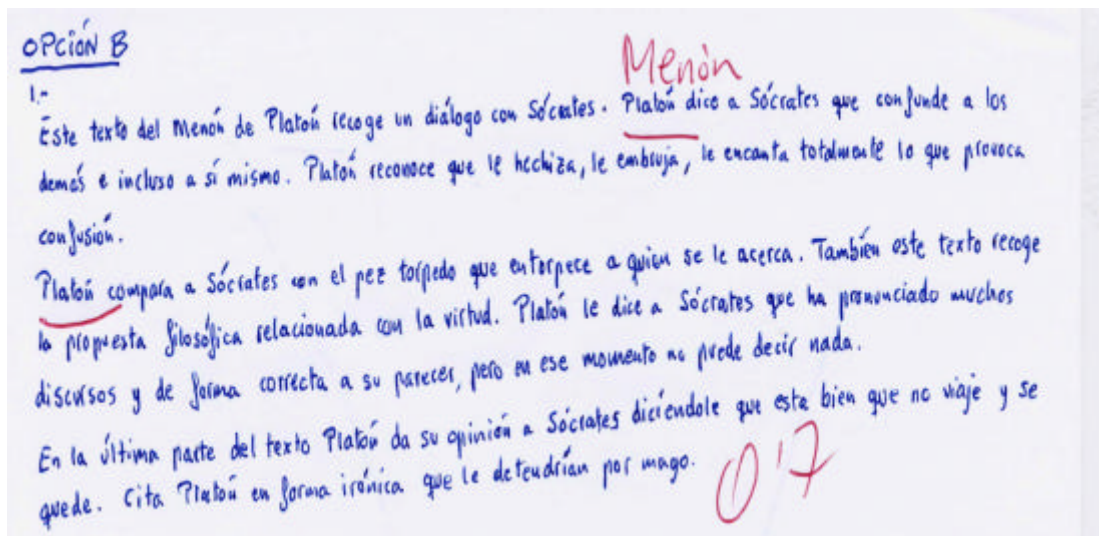 OPCIÓN B
Menón
1.-
Este texto del Menón de Platón recoge un diálogo con Sócrates. Platón dice a Sócrates que confunde a los
demás e incluso a sí mismo. Platón reconoce que le hechiza, le embruja, le encanta totalmente lo que provoca
confusión.
Platón compara a Sócrates con el pez torpedo que entorpece a quien se le acerca. También este texto recoge
la propuesta filosófica relacionada con la virtud. Platón le dice a Sócrates que ha pronunciado muchos
discursos y de forma correcta a su parecer, pero en ese momento no puede decir nada.
En la última parte del texto Platón da su opinión a Sócrates diciéndole que esta bien que no viaje y se
quede. Cita Platón en forma irónica que le detendrían por mago.
0'7